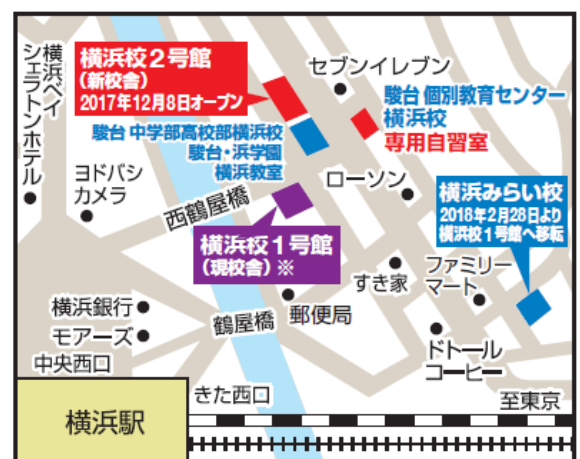 横浜校2号館
(新校舎)
2017年12月8日オープン
横浜ベイ
シェラトンホテル
セブンイレブン
駿台 個別教育センター
横浜校
専用自習室
駿台 中学部高校部横浜校
駿台・浜学園
横浜教室
ヨドバシ
カメラ
西鶴屋橋
ローソン
横浜みらい校
2018年2月28日より
横浜校1号館へ移転
横浜校1号館
(現校舎)※
すき家
ファミリー
マート
横浜銀行
モアーズ
鶴屋橋
郵便局
ドトール
コーヒー
中央西口
きた西口
至東京
横浜駅